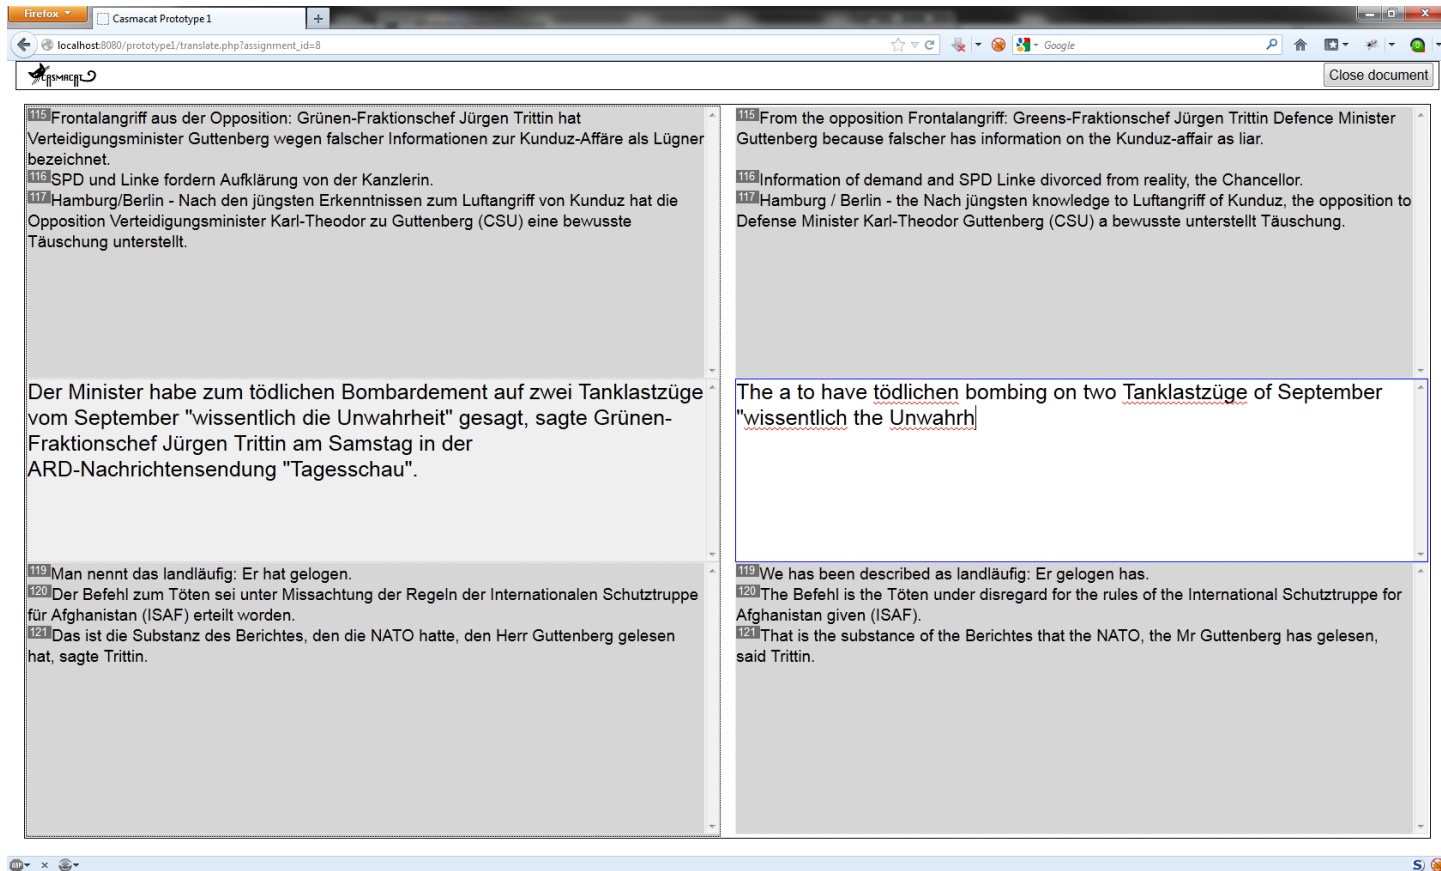 Firefox
Casmacat Prototype 1
localhost:8080/prototype1/translate.php?assignment_id=8
Google
CASMACAT
Close document
115 Frontalangriff aus der Opposition: Grünen-Fraktionschef Jürgen Trittin hat
Verteidigungsminister Guttenberg wegen falscher Informationen zur Kunduz-Affäre als Lügner
bezeichnet.
116 SPD und Linke fordern Aufklärung von der Kanzlerin.
117 Hamburg/Berlin - Nach den jüngsten Erkenntnissen zum Luftangriff von Kunduz hat die
Opposition Verteidigungsminister Karl-Theodor zu Guttenberg (CSU) eine bewusste
Täuschung unterstellt.
115 From the opposition Frontalangriff: Greens-Fraktionschef Jürgen Trittin Defence Minister
Guttenberg because falscher has information on the Kunduz-affair as liar.
116 Information of demand and SPD Linke divorced from reality, the Chancellor.
117 Hamburg / Berlin - the Nach jüngsten knowledge to Luftangriff of Kunduz, the opposition to
Defense Minister Karl-Theodor Guttenberg (CSU) a bewusste unterstellt Täuschung.
Der Minister habe zum tödlichen Bombardement auf zwei Tanklastzüge
vom September "wissentlich die Unwahrheit" gesagt, sagte Grünen-
Fraktionschef Jürgen Trittin am Samstag in der
ARD-Nachrichtensendung "Tagesschau".
The a to have tödlichen bombing on two Tanklastzüge of September
"wissentlich the Unwahrh
119 Man nennt das landläufig: Er hat gelogen.
120 Der Befehl zum Töten sei unter Missachtung der Regeln der Internationalen Schutztruppe
für Afghanistan (ISAF) erteilt worden.
121 Das ist die Substanz des Berichtes, den die NATO hatte, den Herr Guttenberg gelesen
hat, sagte Trittin.
119 We has been described as landläufig: Er gelogen has.
120 The Befehl is the Töten under disregard for the rules of the International Schutztruppe for
Afghanistan given (ISAF).
121 That is the substance of the Berichtes that the NATO, the Mr Guttenberg has gelesen,
said Trittin.
ABP
S